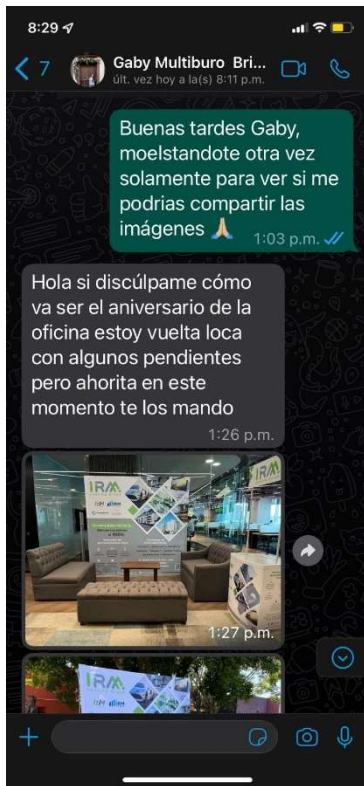 8:29
7
Gaby Multiburo Bri...
últ. vez hoy a la(s) 8:11 p.m.
Buenas tardes Gaby,
moelstandote otra vez
solamente para ver si me
podrias compartir las
imágenes
1:03 p.m.
Hola si discúlpame cómo
va ser el aniversario de la
oficina estoy vuelta loca
con algunos pendientes
pero ahorita en este
momento te los mando
1:26 p.m.
IRM
IRM
1:27 p.m.
IRM